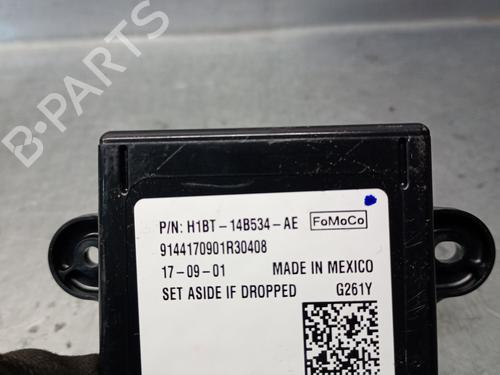 B-PARTS
P/N: H1BT-14B534-AE FoMoCo
9144170901R30408
17-09-01 MADE IN MEXICO
SET ASIDE IF DROPPED G261Y